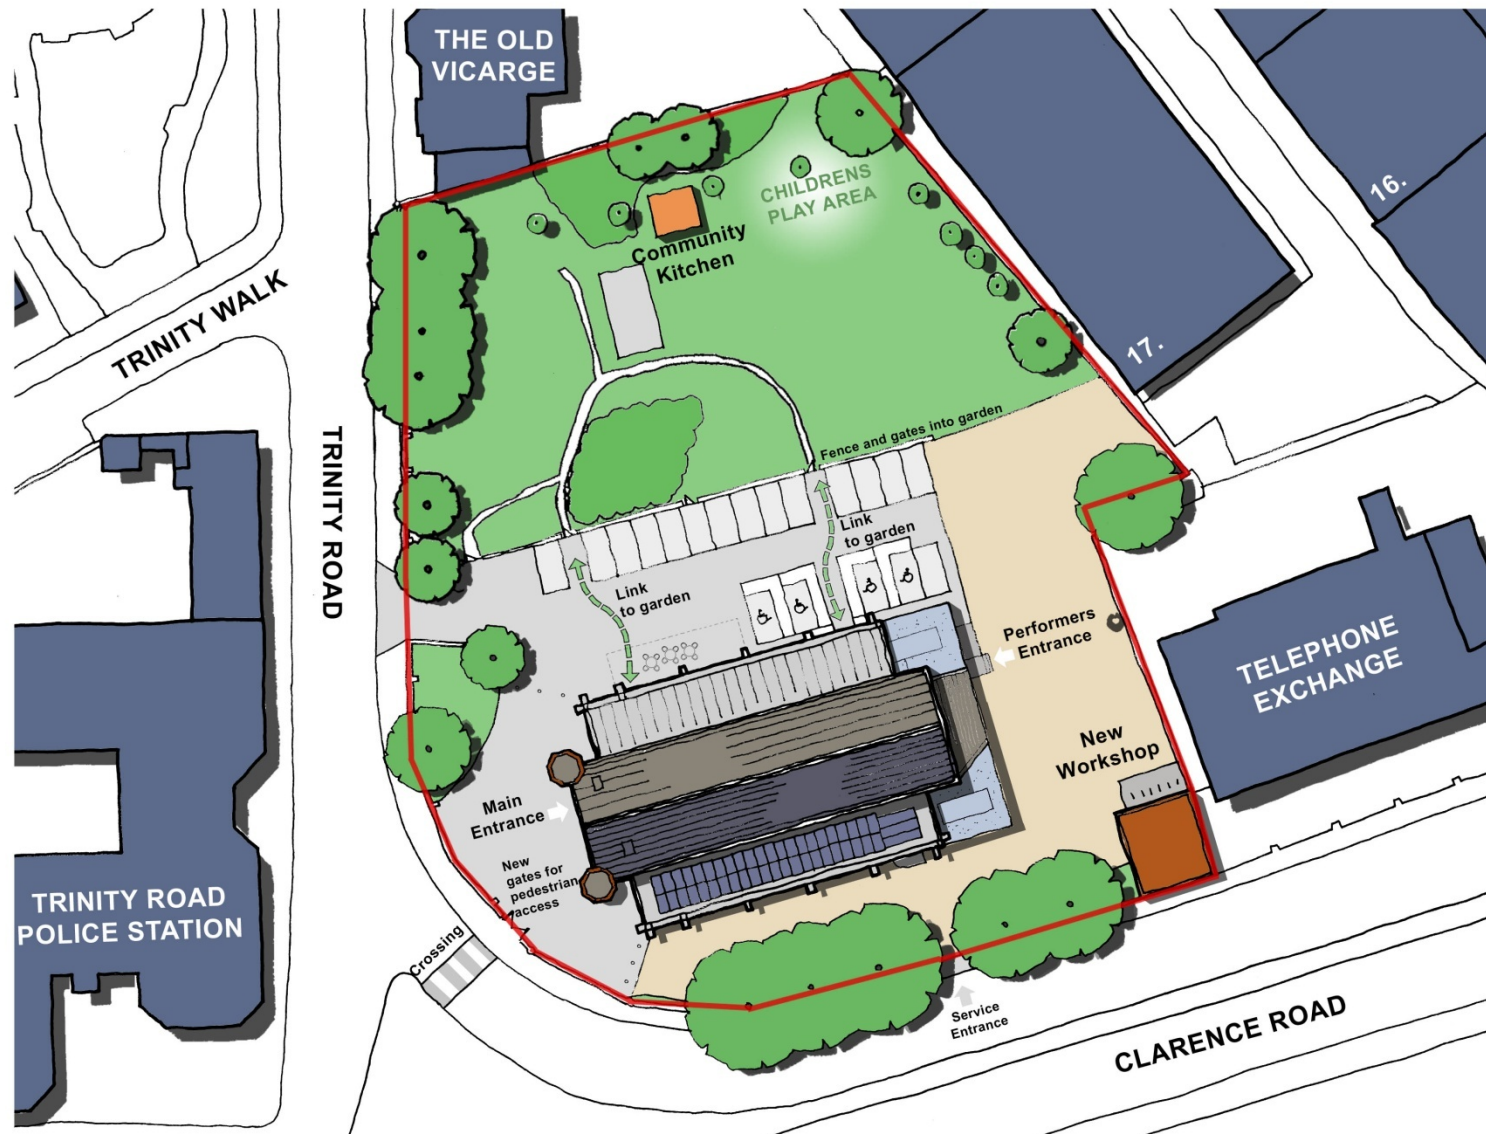 THE OLD
VICARGE
CHILDRENS
PLAY AREA
16.
Community
Kitchen
TRINITY WALK
17.
Fence and gates into garden
TRINITY ROAD
Link
to garden
Link
to garden
Performers
Entrance
TELEPHONE
EXCHANGE
New
Workshop
Main
Entrance
New
gates for
pedestrian
access
TRINITY ROAD
POLICE STATION
Crossing
Service
Entrance
CLARENCE ROAD